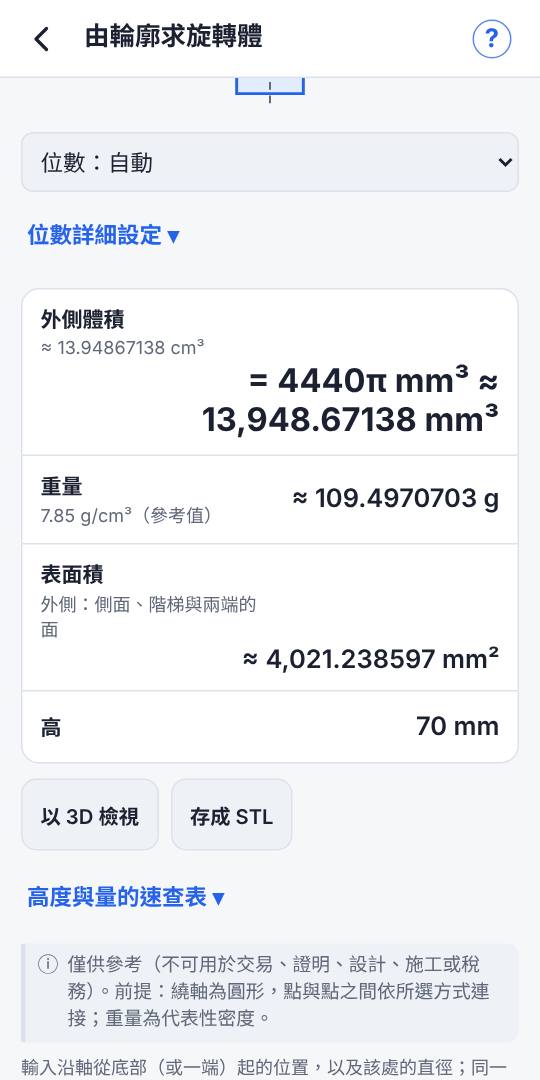 由輪廓求旋轉體
?
位數：自動
位數詳細設定 ▾
外側體積
≈ 13.94867138 cm³
= 4440π mm³ ≈
13,948.67138 mm³
重量
7.85 g/cm³（參考值）
≈ 109.4970703 g
表面積
外側：側面、階梯與兩端的
面
≈ 4,021.238597 mm²
高
70 mm
以 3D 檢視
存成 STL
高度與量的速查表 ▾
ⓘ 僅供參考（不可用於交易、證明、設計、施工或稅
務）。前提：繞軸為圓形，點與點之間依所選方式連
接；重量為代表性密度。
輸入沿軸從底部（或一端）起的位置，以及該處的直徑；同一